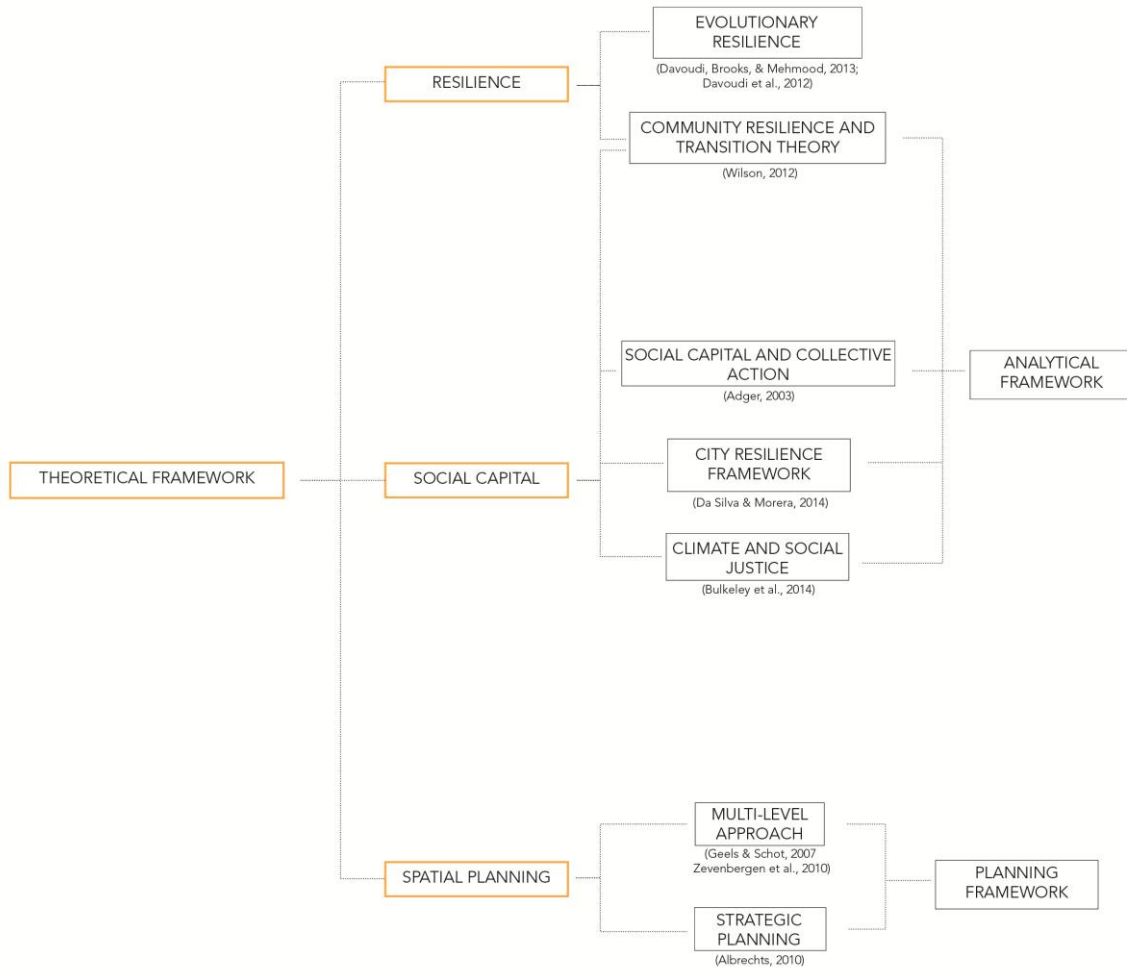 EVOLUTIONARY
RESILIENCE
(Davoudi, Brooks, & Mehmood, 2013;
Davoudi et al., 2012)
RESILIENCE
COMMUNITY RESILIENCE AND
TRANSITION THEORY
(Wilson, 2012)
SOCIAL CAPITAL AND COLLECTIVE
ACTION
(Adger, 2003)
ANALYTICAL
FRAMEWORK
THEORETICAL FRAMEWORK
SOCIAL CAPITAL
CITY RESILIENCE
FRAMEWORK
(Da Silva & Morera, 2014)
CLIMATE AND SOCIAL
JUSTICE
(Bulkeley et al., 2014)
MULTI-LEVEL
APPROACH
(Geels & Schot, 2007
Zevenbergen et al., 2010)
SPATIAL PLANNING
PLANNING
FRAMEWORK
STRATEGIC
PLANNING
(Albrechts, 2010)